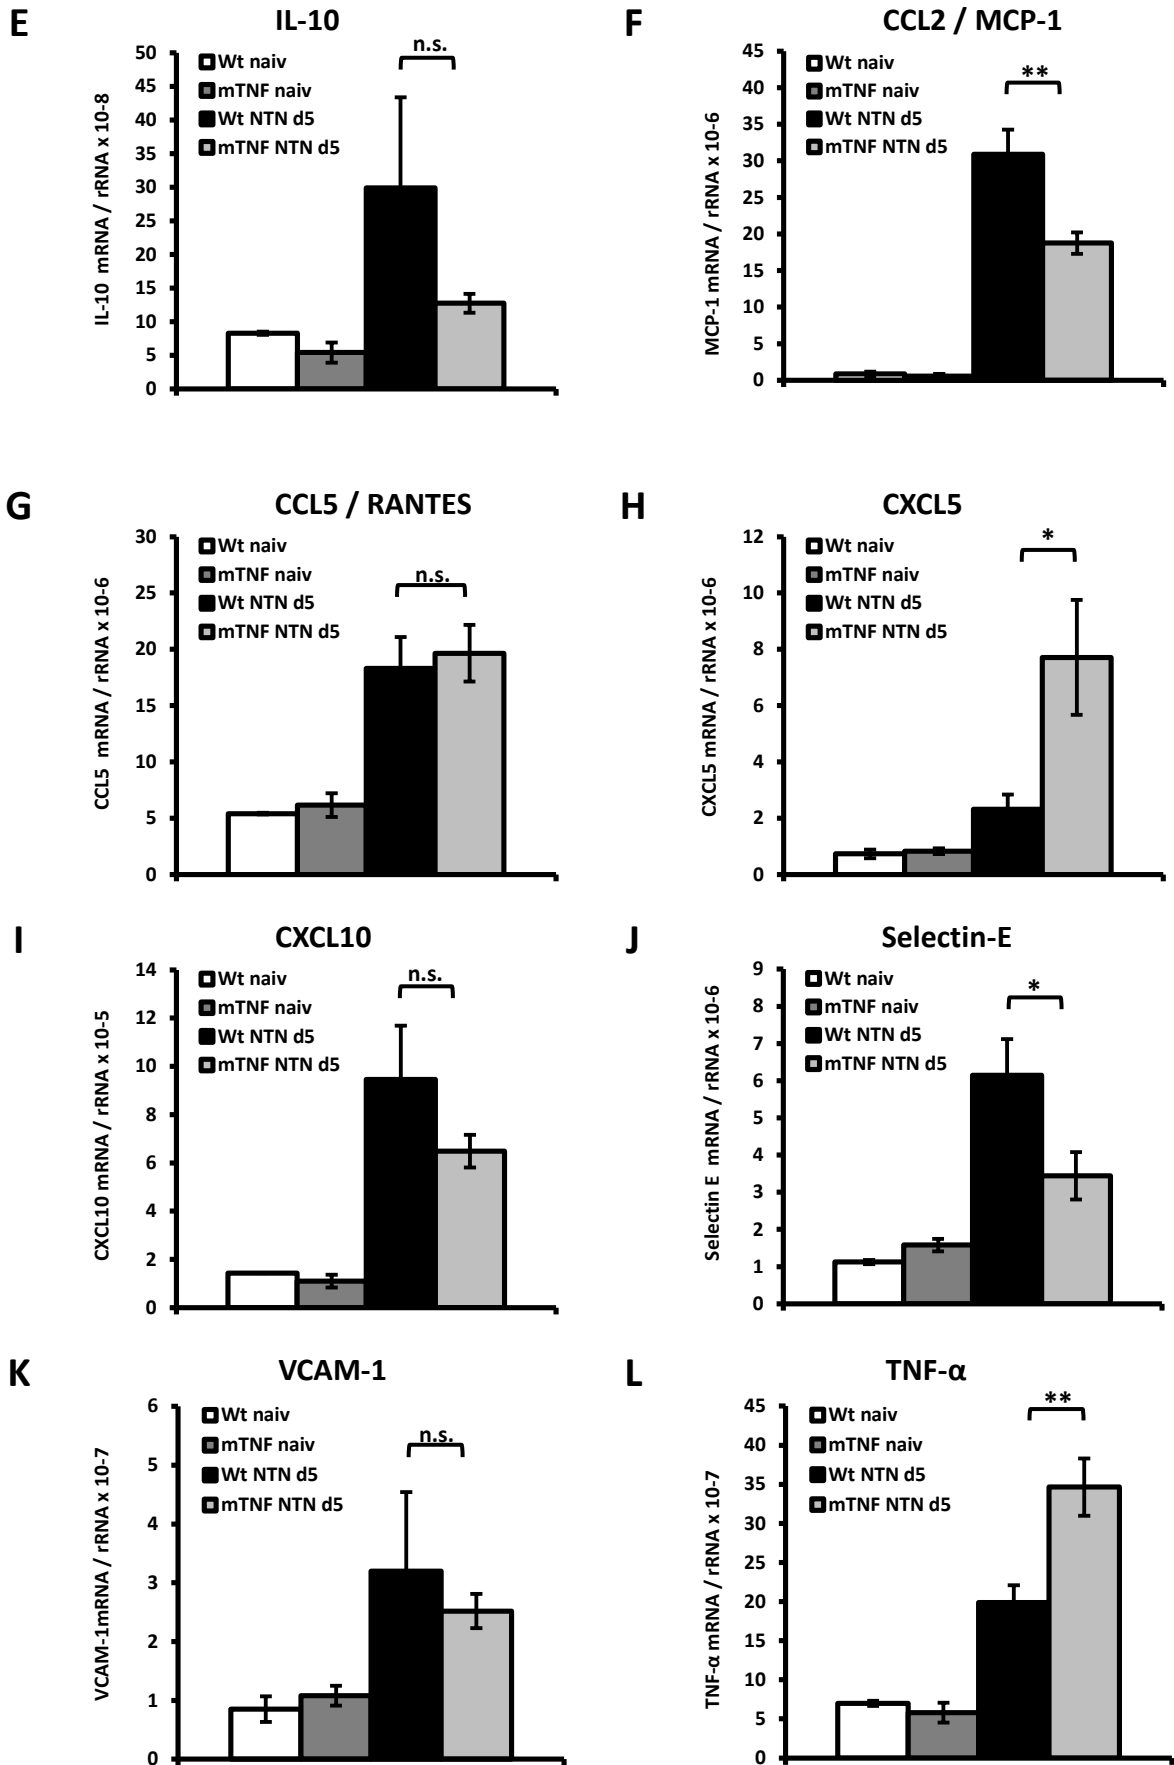 E
IL-10
IL-10 mRNA / rRNA x 10-8
50
45
40
35
30
25
20
15
10
5
0
Wt naiv
mTNF naiv
Wt NTN d5
mTNF NTN d5
n.s.
F
CCL2 / MCP-1
MCP-1 mRNA / rRNA x 10-6
45
40
35
30
25
20
15
10
5
0
Wt naiv
mTNF naiv
Wt NTN d5
mTNF NTN d5
**
G
CCL5 / RANTES
CCL5 mRNA / rRNA x 10-6
30
25
20
15
10
5
0
Wt naiv
mTNF naiv
Wt NTN d5
mTNF NTN d5
n.s.
H
CXCL5
CXCL5 mRNA / rRNA x 10-6
12
10
8
6
4
2
0
Wt naiv
mTNF naiv
Wt NTN d5
mTNF NTN d5
*
I
CXCL10
CXCL10 mRNA / rRNA x 10-5
14
12
10
8
6
4
2
0
Wt naiv
mTNF naiv
Wt NTN d5
mTNF NTN d5
n.s.
J
Selectin-E
Selectin E mRNA / rRNA x 10-6
9
8
7
6
5
4
3
2
1
0
Wt naiv
mTNF naiv
Wt NTN d5
mTNF NTN d5
*
K
VCAM-1
VCAM-1mRNA / rRNA x 10-7
6
5
4
3
2
1
0
Wt naiv
mTNF naiv
Wt NTN d5
mTNF NTN d5
n.s.
L
TNF-α
TNF-α mRNA / rRNA x 10-7
45
40
35
30
25
20
15
10
5
0
Wt naiv
mTNF naiv
Wt NTN d5
mTNF NTN d5
**